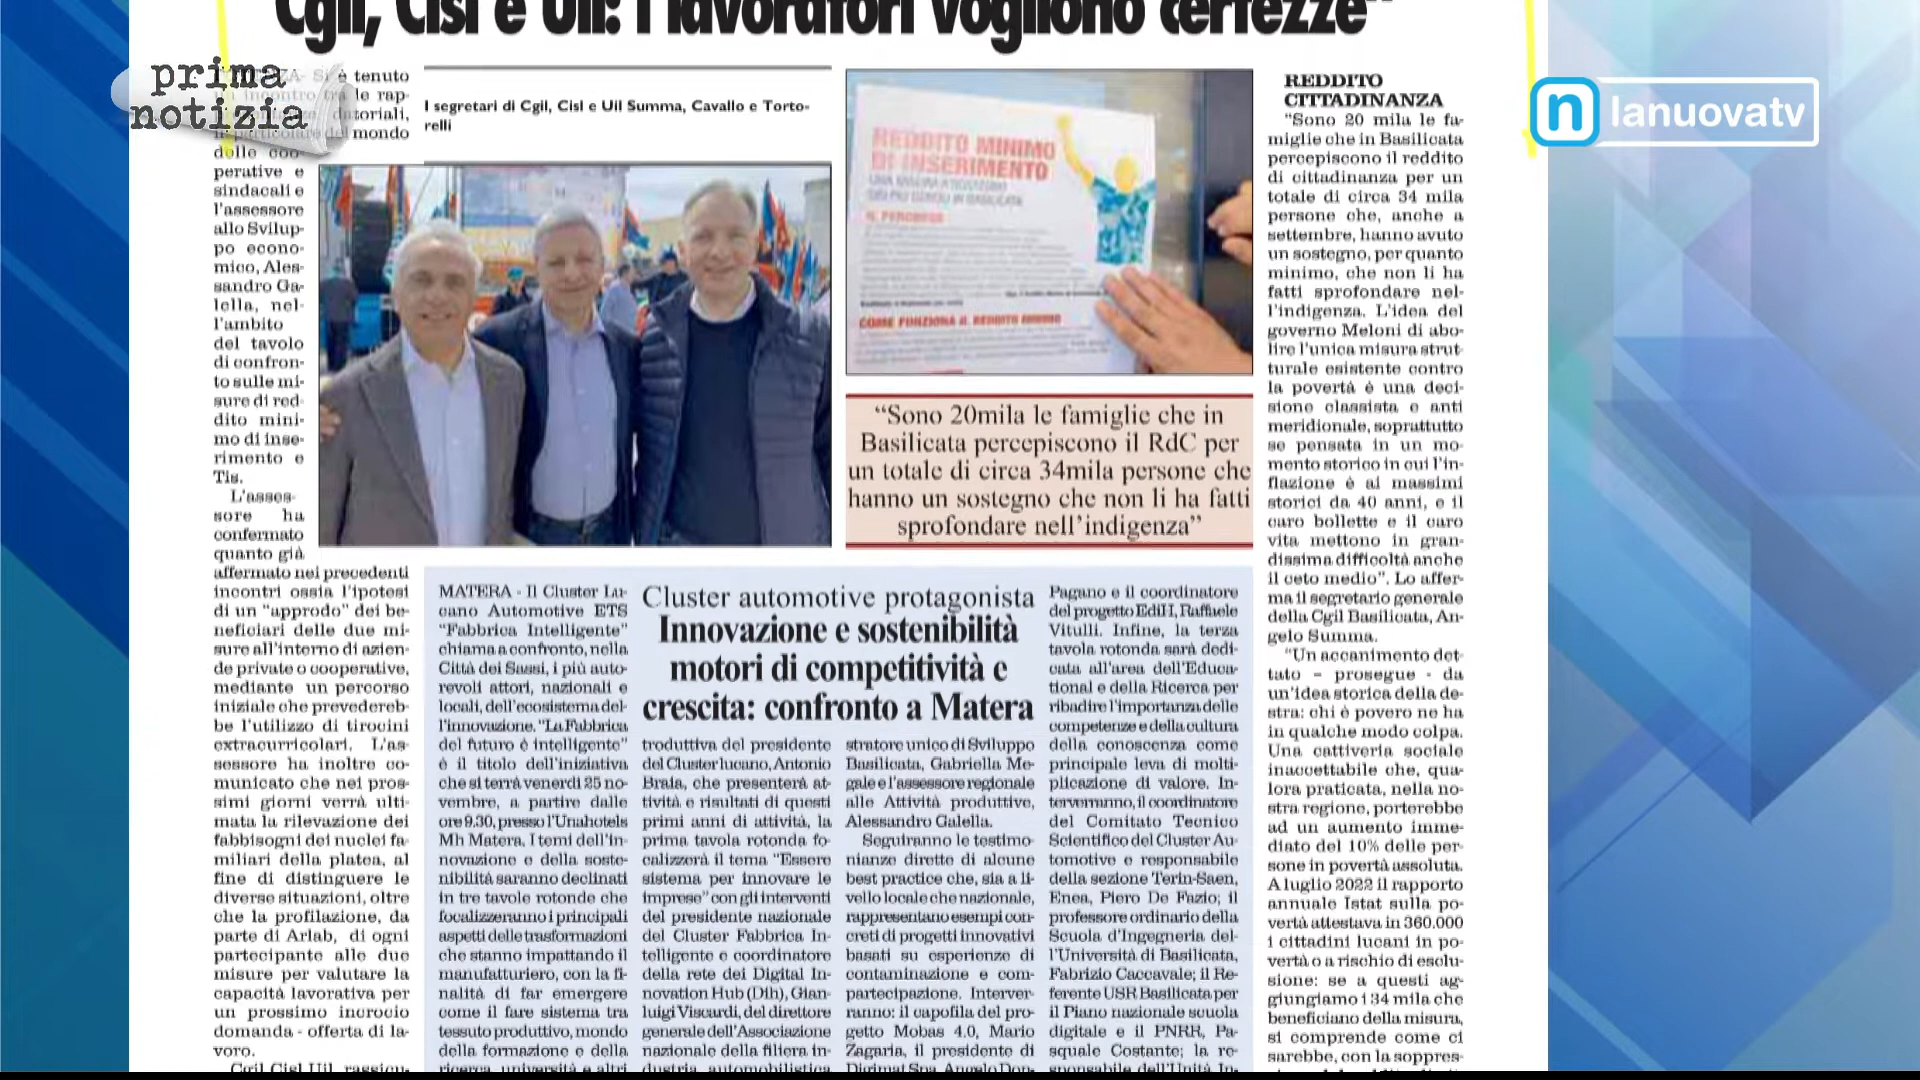 Cgil, Cisl e Uil: i lavoratori vogliono certezze"
prima
notizia
lanuovatv
è tenuto
le rap-
datoriali,
mondo
delle coo-
perative e
sindacali e
l'assessore
allo Svilup-
po econo-
mico, Ales-
sandro Ga-
lella, nel-
l'ambito
del tavolo
di confron-
to sulle mi-
sure di red-
dito mini-
mo di inse-
rimento e
Tis.
L'asses-
sore ha
confermato
quanto già
affermato nei precedenti
incontri ossia l'ipotesi
di un "approdo" dei be-
neficiari delle due mi-
sure all'interno di azien-
de private o cooperative,
mediante un percorso
iniziale che prevedereb-
be l'utilizzo di tirocini
extracurricolari. L'as-
sessore ha inoltre co-
municato che nei pros-
simi giorni verrà ulti-
mata la rilevazione dei
fabbisogni dei nuclei fa-
miliari della platea, al
fine di distinguere le
diverse situazioni, oltre
che la profilazione, da
parte di Arlab, di ogni
partecipante alle due
misure per valutare la
capacità lavorativa per
un prossimo incrocio
domanda - offerta di la-
voro.
Cgil Cisl Uil, rassicu-
I segretari di Cgil, Cisl e Uil Summa, Cavallo e Torto-
relli
REDDITO MINIMO
DI INSERIMENTO
IL PERCORSO
COME FUNZIONA IL REDDITO MINIMO
"Sono 20mila le famiglie che in
Basilicata percepiscono il RdC per
un totale di circa 34mila persone che
hanno un sostegno che non li ha fatti
sprofondare nell'indigenza"
Cluster automotive protagonista
Innovazione e sostenibilità
motori di competitività e
crescita: confronto a Matera
MATERA - Il Cluster Lu-
cano Automotive ETS
"Fabbrica Intelligente"
chiama a confronto, nella
Città dei Sassi, i più auto-
revoli attori, nazionali e
locali, dell'ecosistema del-
l'innovazione. "La Fabbrica
del futuro è intelligente"
è il titolo dell'iniziativa
che si terrà venerdì 25 no-
vembre, a partire dalle
ore 9.30, presso l'Unahotels
Mh Matera. I temi dell'in-
novazione e della soste-
nibilità saranno declinati
in tre tavole rotonde che
focalizzeranno i principali
aspetti delle trasformazioni
che stanno impattando il
manufatturiero, con la fi-
nalità di far emergere
come il fare sistema tra
tessuto produttivo, mondo
della formazione e della
ricerca, università e altri
troduttiva del presidente
del Cluster lucano, Antonio
Braia, che presenterà at-
tività e risultati di questi
primi anni di attività, la
prima tavola rotonda fo-
calizzerà il tema "Essere
sistema per innovare le
imprese" con gli interventi
del presidente nazionale
del Cluster Fabbrica In-
telligente e coordinatore
della rete dei Digital In-
novation Hub (Dih), Gian-
luigi Viscardi, del direttore
generale dell'Associazione
nazionale della filiera in-
dustria automobilistica
stratore unico di Sviluppo
Basilicata, Gabriella Me-
gale e l'assessore regionale
alle Attività produttive,
Alessandro Galella.
Seguiranno le testimo-
nianze dirette di alcune
best practice che, sia a li-
vello locale che nazionale,
rappresentano esempi con-
creti di progetti innovativi
basati su esperienze di
contaminazione e com-
partecipazione. Interver-
ranno: il capofila del pro-
getto Mobas 4.0, Mario
Zagaria, il presidente di
Digimat Spa, Angelo Don-
Pagano e il coordinatore
del progetto EdiH, Raffaele
Vitulli. Infine, la terza
tavola rotonda sarà dedi-
cata all'area dell'Educa-
tional e della Ricerca per
ribadire l'importanza delle
competenze e della cultura
della conoscenza come
principale leva di molti-
plicazione di valore. In-
terverranno, il coordinatore
del Comitato Tecnico
Scientifico del Cluster Au-
tomotive e responsabile
della sezione Terin-Saen,
Enea, Piero De Fazio; il
professore ordinario della
Scuola d'Ingegneria del-
l'Università di Basilicata,
Fabrizio Caccavale; il Re-
ferente USR Basilicata per
il Piano nazionale scuola
digitale e il PNRR, Pa-
squale Costante; la re-
sponsabile dell'Unità In-
REDDITO
CITTADINANZA
"Sono 20 mila le fa-
miglie che in Basilicata
percepiscono il reddito
di cittadinanza per un
totale di circa 34 mila
persone che, anche a
settembre, hanno avuto
un sostegno, per quanto
minimo, che non li ha
fatti sprofondare nel-
l'indigenza. L'idea del
governo Meloni di abo-
lire l'unica misura strut-
turale esistente contro
la povertà è una deci-
sione classista e anti
meridionale, soprattutto
se pensata in un mo-
mento storico in cui l'in-
flazione è ai massimi
storici da 40 anni, e il
caro bollette e il caro
vita mettono in gran-
dissima difficoltà anche
il ceto medio". Lo affer-
ma il segretario generale
della Cgil Basilicata, An-
gelo Summa.
"Un accanimento det-
tato – prosegue - da
un'idea storica della de-
stra: chi è povero ne ha
in qualche modo colpa.
Una cattiveria sociale
inaccettabile che, qua-
lora praticata, nella no-
stra regione, porterebbe
ad un aumento imme-
diato del 10% delle per-
sone in povertà assoluta.
A luglio 2022 il rapporto
annuale Istat sulla po-
vertà attestava in 360.000
i cittadini lucani in po-
vertà o a rischio di esclu-
sione: se a questi ag-
giungiamo i 34 mila che
beneficiano della misura,
si comprende come ci
sarebbe, con la soppres-